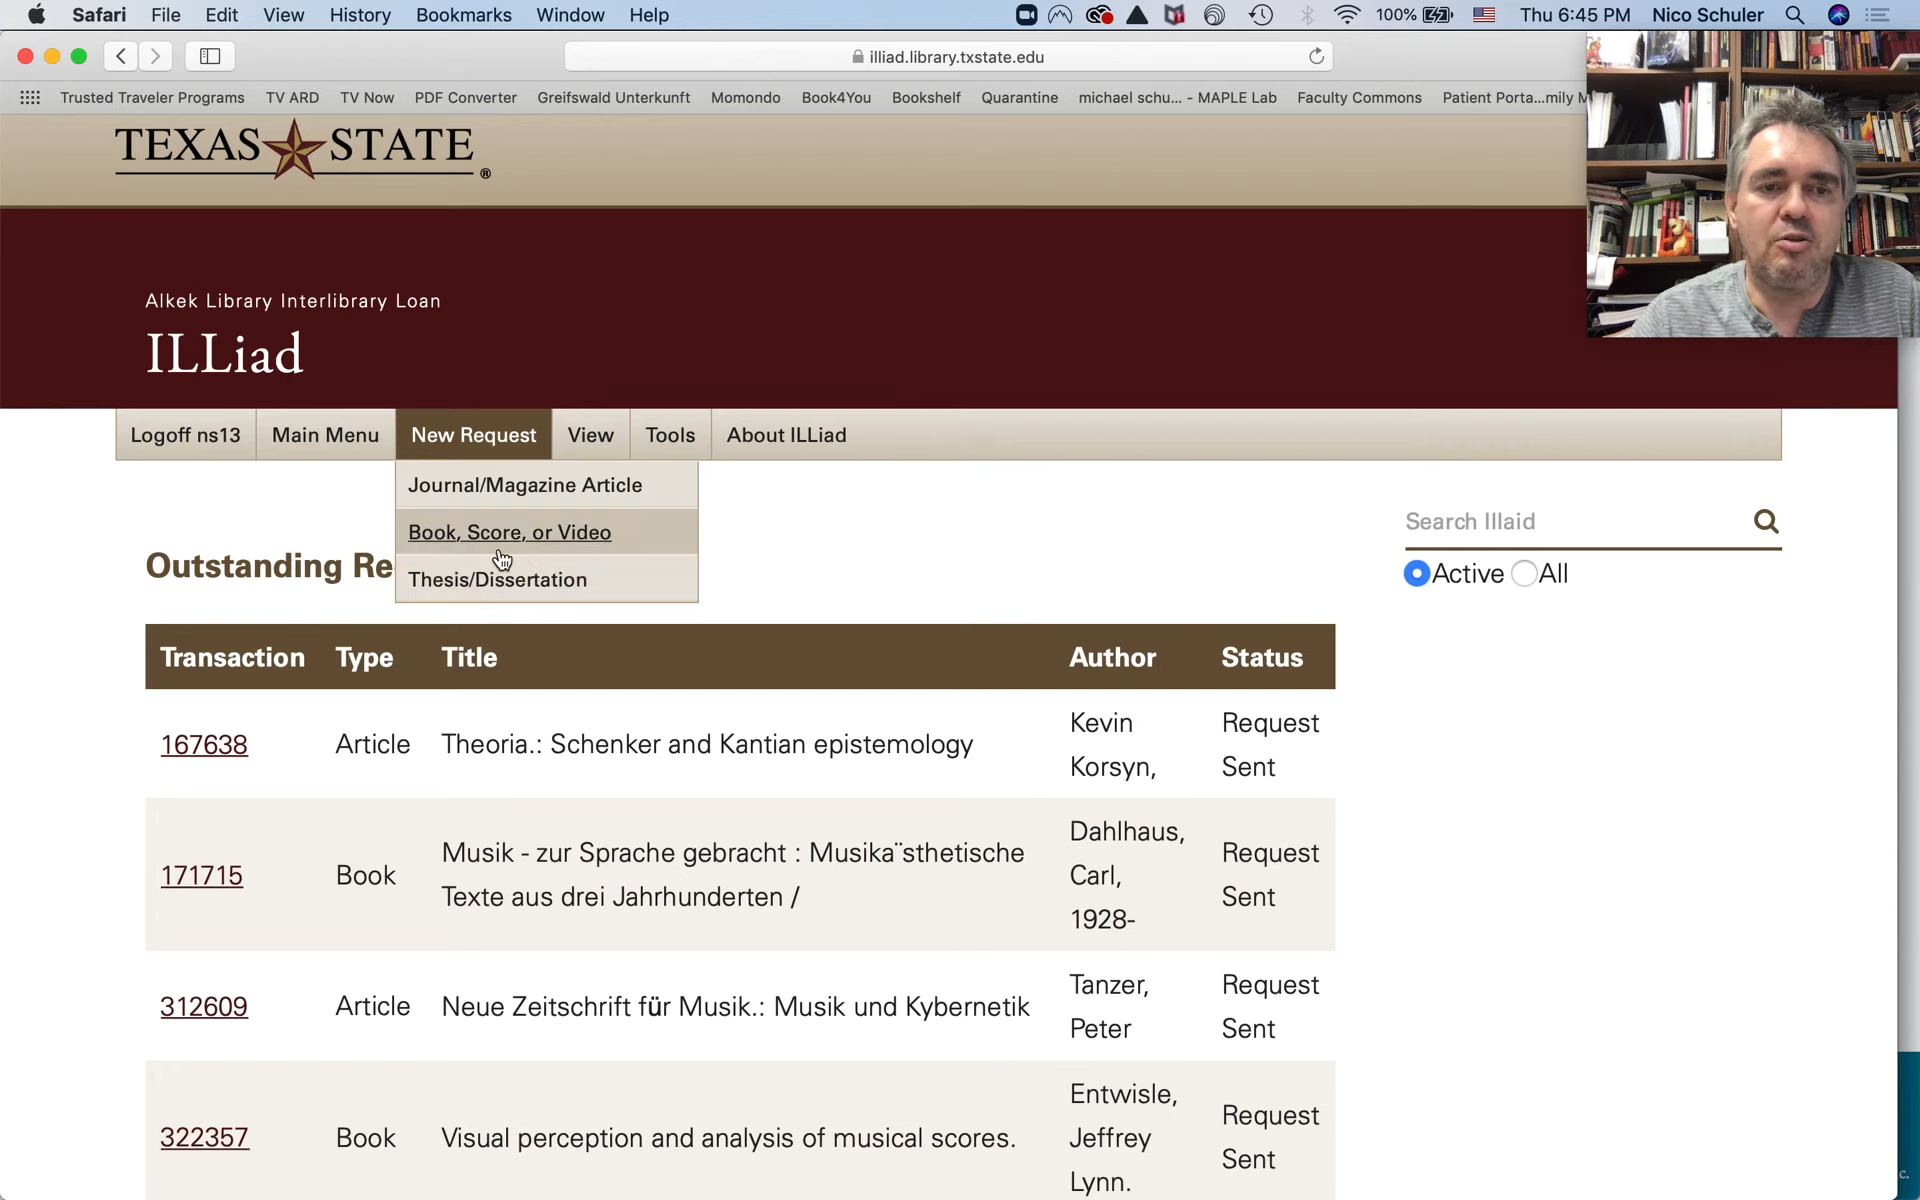 Safari File Edit View History Bookmarks Window Help 100% Thu 6:45 PM Nico Schuler
illiad.library.txstate.edu
Trusted Traveler Programs TV ARD TV Now PDF Converter Greifswald Unterkunft Momondo Book4You Bookshelf Quarantine michael schu... - MAPLE Lab Faculty Commons Patient Porta...mily M
TEXAS STATE ®
Alkek Library Interlibrary Loan
ILLiad
Logoff ns13 Main Menu New Request View Tools About ILLiad
Journal/Magazine Article
Book, Score, or Video
Thesis/Dissertation
Search Illaid
Active All
Outstanding Re
Transaction Type Title Author Status
167638 Article Theoria.: Schenker and Kantian epistemology Kevin Request
Korsyn, Sent
171715 Book Musik - zur Sprache gebracht : Musika¨sthetische Dahlhaus, Request
Texte aus drei Jahrhunderten / Carl, Sent
1928-
312609 Article Neue Zeitschrift für Musik.: Musik und Kybernetik Tanzer, Request
Peter Sent
322357 Book Visual perception and analysis of musical scores. Entwisle, Request
Jeffrey Sent
Lynn.
c.